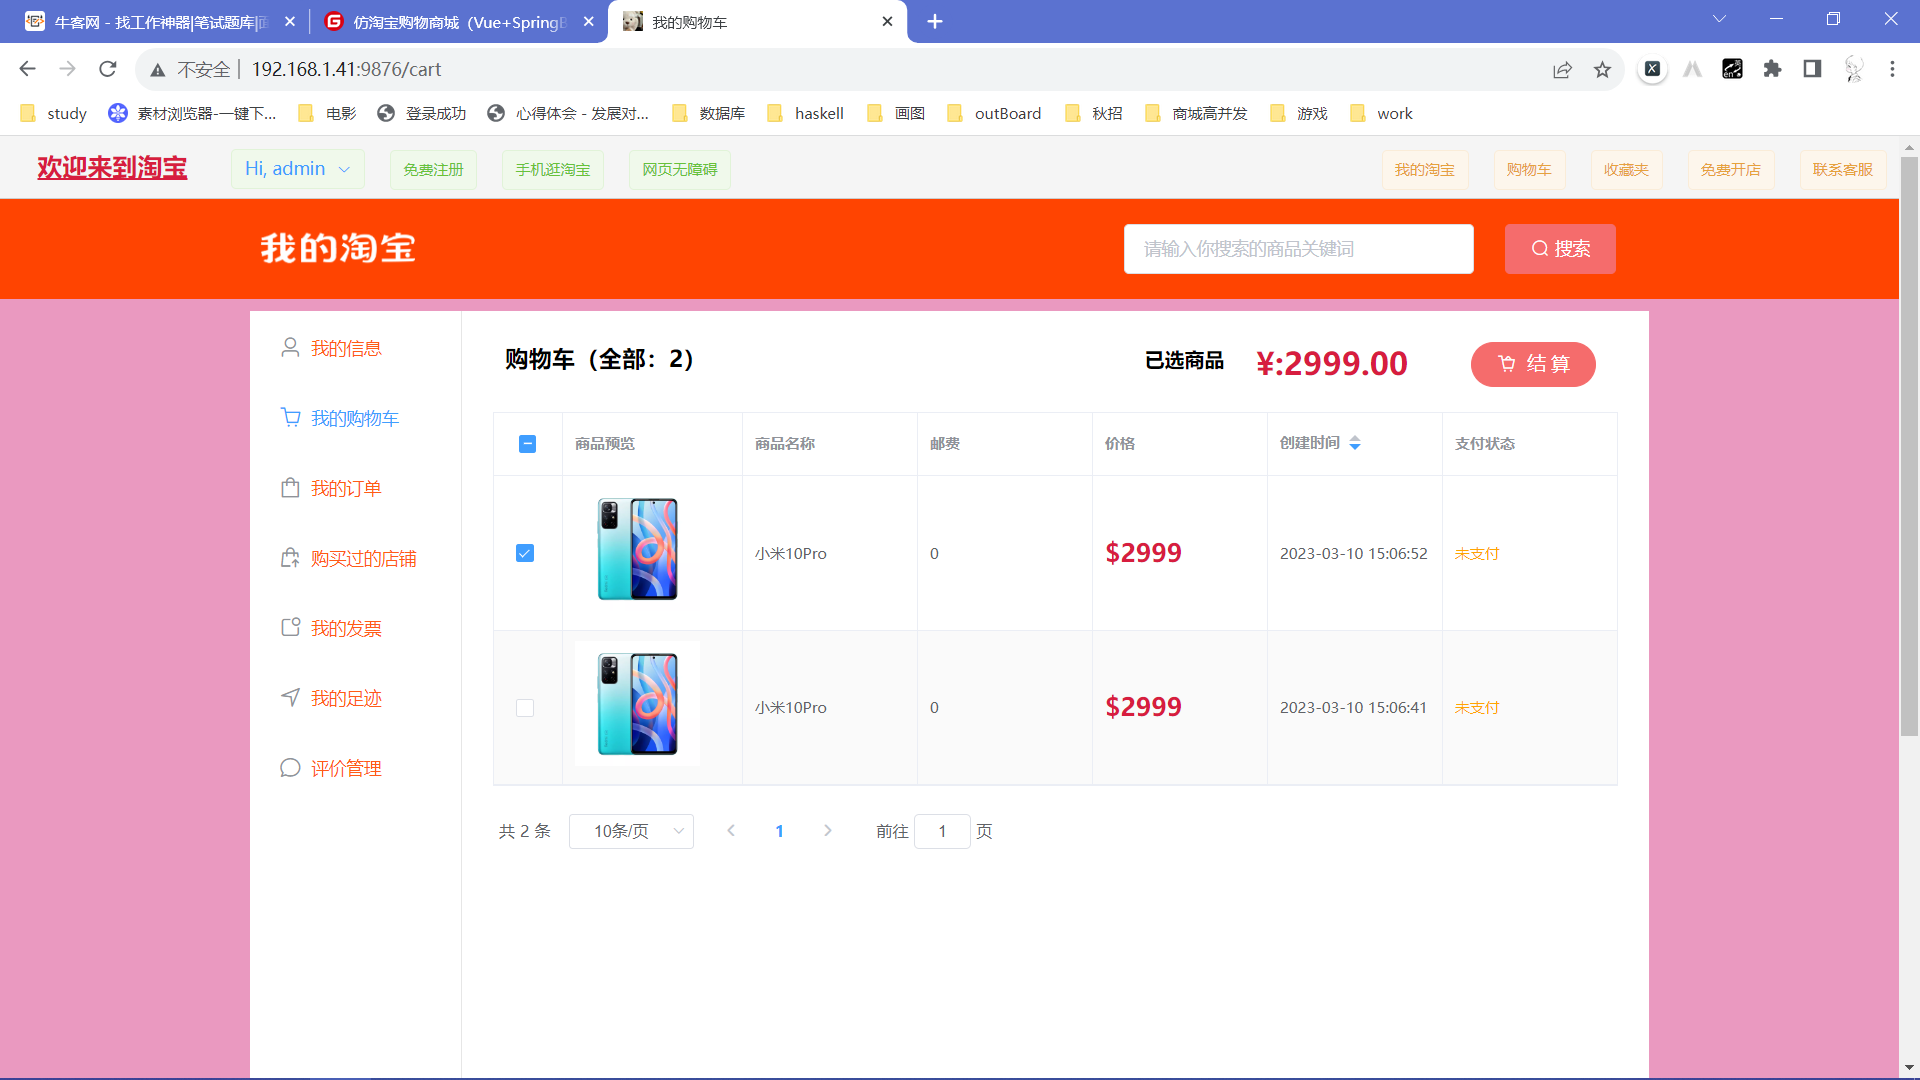 牛客网 - 找工作神器|笔试题库|面
仿淘宝购物商城（Vue+SpringB
我的购物车
不安全 192.168.1.41:9876/cart
study 素材浏览器-一键下... 电影 登录成功 心得体会 - 发展对... 数据库 haskell 画图 outBoard 秋招 商城高并发 游戏 work
欢迎来到淘宝 Hi, admin 免费注册 手机逛淘宝 网页无障碍 我的淘宝 购物车 收藏夹 免费开店 联系客服
我的淘宝 请输入你搜索的商品关键词 搜索
我的信息
我的购物车
我的订单
购买过的店铺
我的发票
我的足迹
评价管理
购物车（全部：2） 已选商品 ¥:2999.00 结 算
商品预览 商品名称 邮费 价格 创建时间 支付状态
小米10Pro 0 $2999 2023-03-10 15:06:52 未支付
小米10Pro 0 $2999 2023-03-10 15:06:41 未支付
共 2 条 10条/页 1 前往 1 页